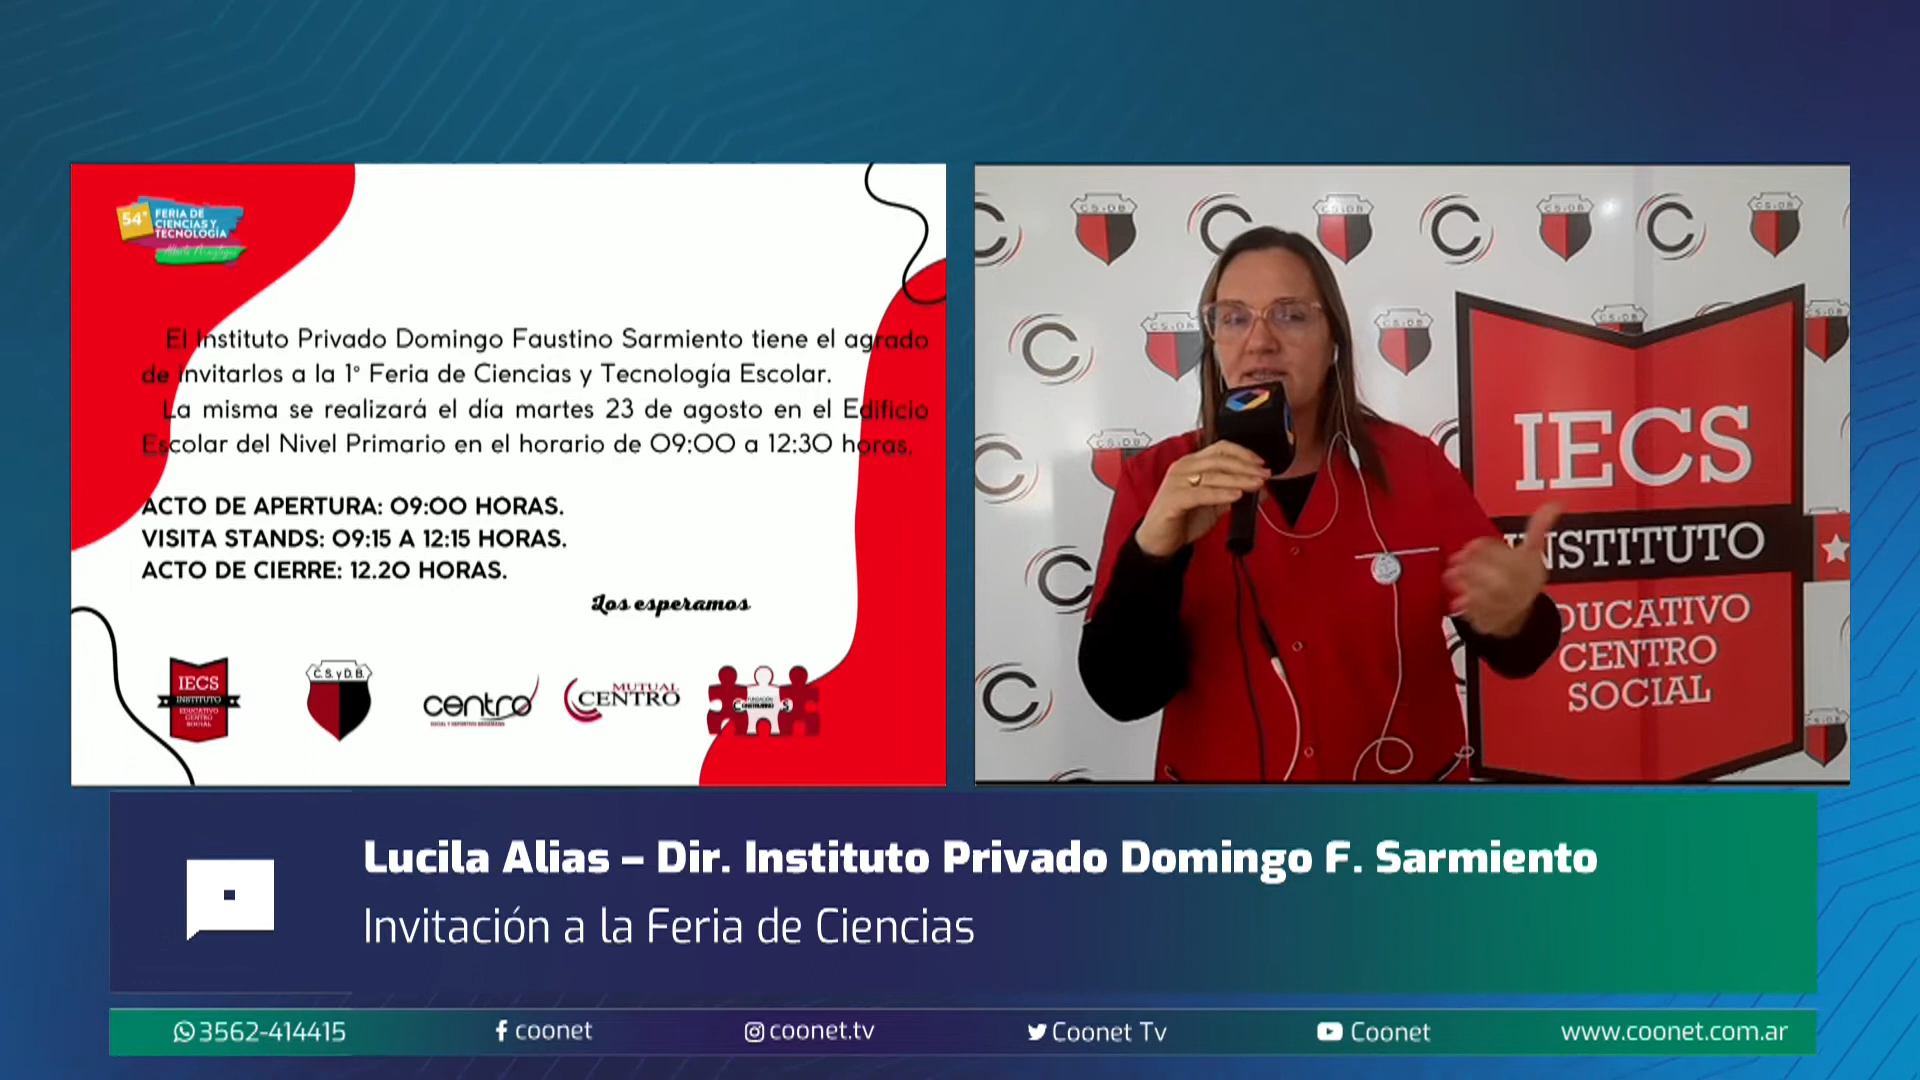 54°
FERIA DE
CIENCIAS Y
TECNOLOGÍA
El Instituto Privado Domingo Faustino Sarmiento tiene el agrado
de invitarlos a la 1° Feria de Ciencias y Tecnología Escolar.
La misma se realizará el día martes 23 de agosto en el Edificio
Escolar del Nivel Primario en el horario de 09:00 a 12:30 horas.
ACTO DE APERTURA: 09:00 HORAS.
VISITA STANDS: 09:15 A 12:15 HORAS.
ACTO DE CIERRE: 12.20 HORAS.
Los esperamos
IECS
INSTITUTO
EDUCATIVO
CENTRO
SOCIAL
C.S. y D.B.
centro
MUTUAL
CENTRO
IECS
INSTITUTO
DUCATIVO
CENTRO
SOCIAL
Lucila Alias – Dir. Instituto Privado Domingo F. Sarmiento
Invitación a la Feria de Ciencias
3562-414415
coonet
coonet.tv
Coonet Tv
Coonet
www.coonet.com.ar